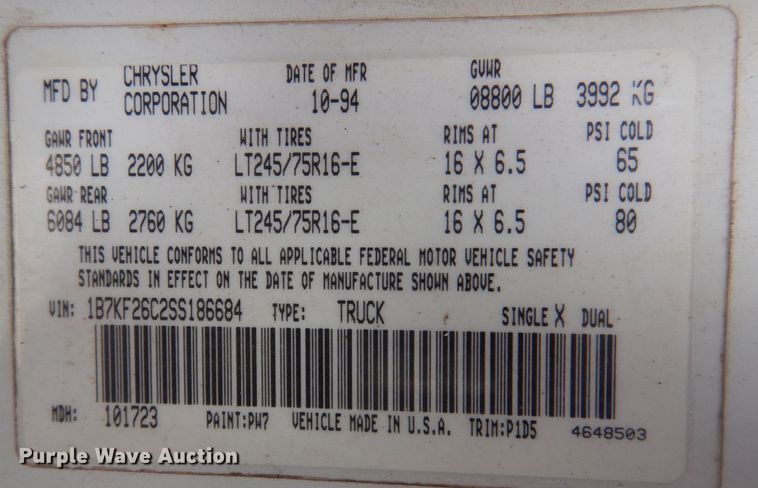 MFD BY CHRYSLER CORPORATION DATE OF MFR 10-94 GVWR 08800 LB 3992 KG
GAWR FRONT WITH TIRES RIMS AT PSI COLD
4850 LB 2200 KG LT245/75R16-E 16 X 6.5 65
GAWR REAR WITH TIRES RIMS AT PSI COLD
6084 LB 2760 KG LT245/75R16-E 16 X 6.5 80
THIS VEHICLE CONFORMS TO ALL APPLICABLE FEDERAL MOTOR VEHICLE SAFETY
STANDARDS IN EFFECT ON THE DATE OF MANUFACTURE SHOWN ABOVE.
VIN: 1B7KF26C2SS186684 TYPE: TRUCK SINGLE X DUAL
MDH: 101723 PAINT:PW7 VEHICLE MADE IN U.S.A. TRIM:P1D5 4648503
Purple Wave Auction